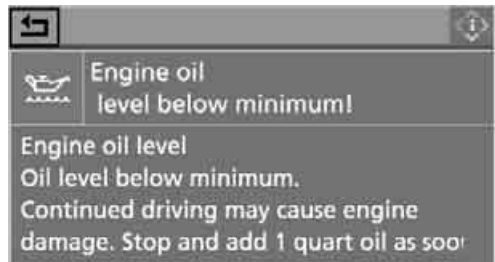 Engine oil
level below minimum!
Engine oil level
Oil level below minimum.
Continued driving may cause engine
damage. Stop and add 1 quart oil as